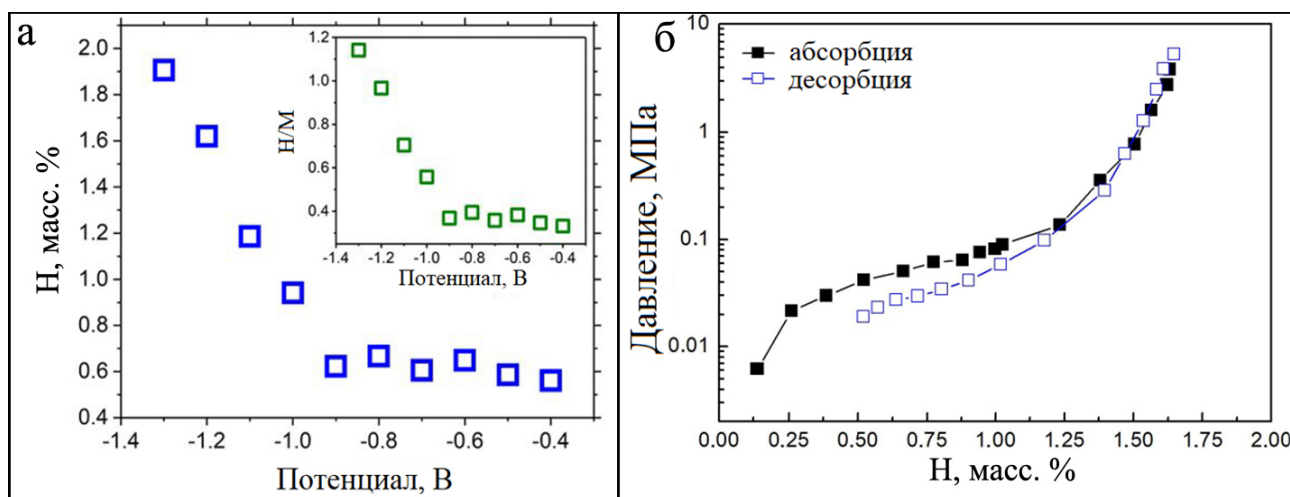 а
2.0
1.8
1.6
1.4
1.2
1.0
0.8
0.6
0.4
Н, масс. %
-1.4 -1.2 -1.0 -0.8 -0.6 -0.4
Потенциал, В
1.2
1.0
0.8
0.6
0.4
Н/М
-1.4 -1.2 -1.0 -0.8 -0.6 -0.4
Потенциал, В
б
абсорбция
десорбция
10
1
0.1
0.01
Давление, МПа
0.00 0.25 0.50 0.75 1.00 1.25 1.50 1.75 2.00
Н, масс. %